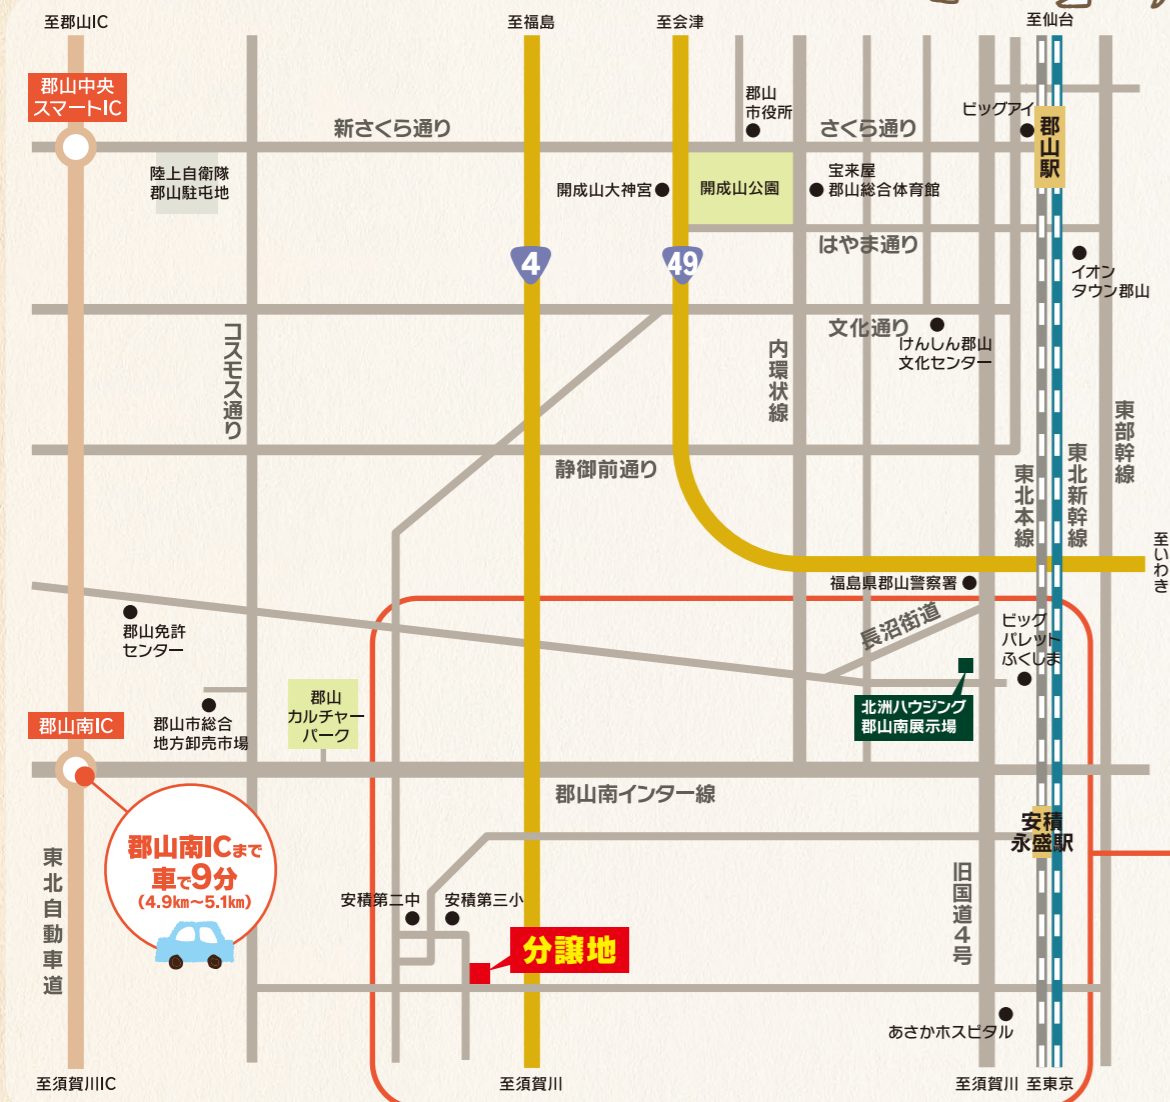 至郡山IC
至福島
至会津
至仙台
郡山中央
スマートIC
郡山
市役所
ビッグアイ
郡山駅
新さくら通り
さくら通り
陸上自衛隊
郡山駐屯地
開成山大神宮
開成山公園
宝来屋
郡山総合体育館
はやま通り
4
49
イオン
タウン郡山
コスモス通り
文化通り
けんしん郡山
文化センター
内環状線
東部幹線
静御前通り
東北本線
東北新幹線
至いわき
福島県郡山警察署
郡山免許
センター
長沼街道
ビッグ
パレット
ふくしま
郡山
カルチャー
パーク
北洲ハウジング
郡山南展示場
郡山南IC
郡山市総合
地方卸売市場
郡山南インター線
安積
永盛駅
郡山南ICまで
車で9分
(4.9km〜5.1km)
東北自動車道
安積第二中
安積第三小
旧国道4号
分譲地
あさかホスピタル
至須賀川IC
至須賀川
至須賀川
至東京